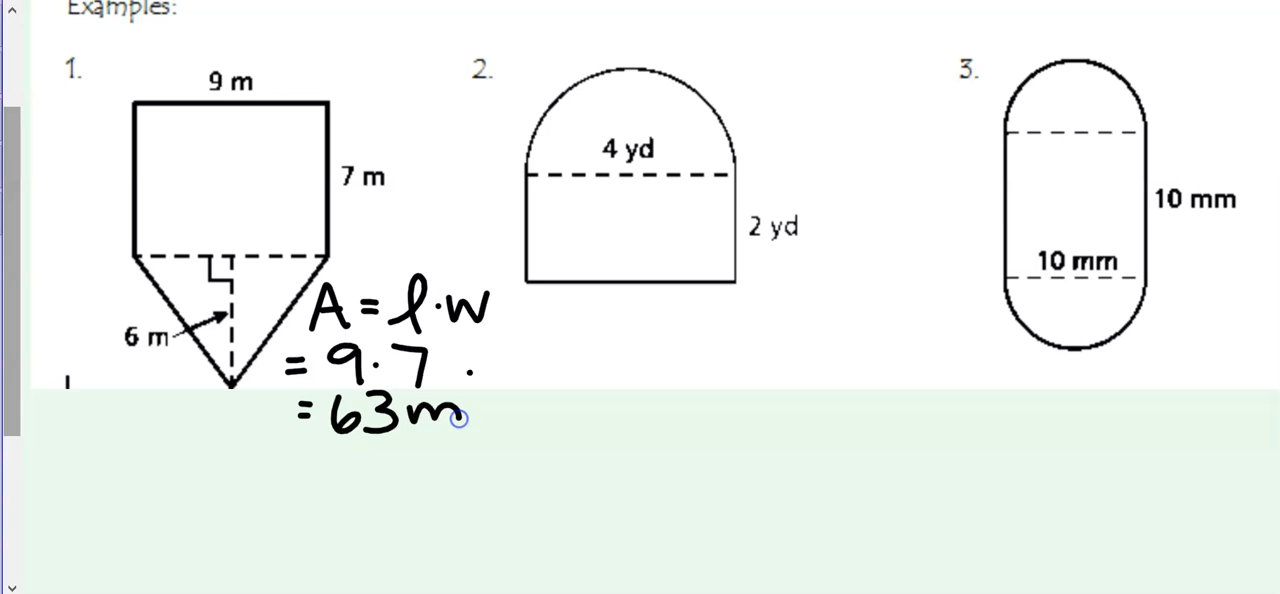 Examples:
1.
9 m
7 m
6 m
A = l · w
= 9 · 7 .
= 63 m
2.
4 yd
2 yd
3.
10 mm
10 mm